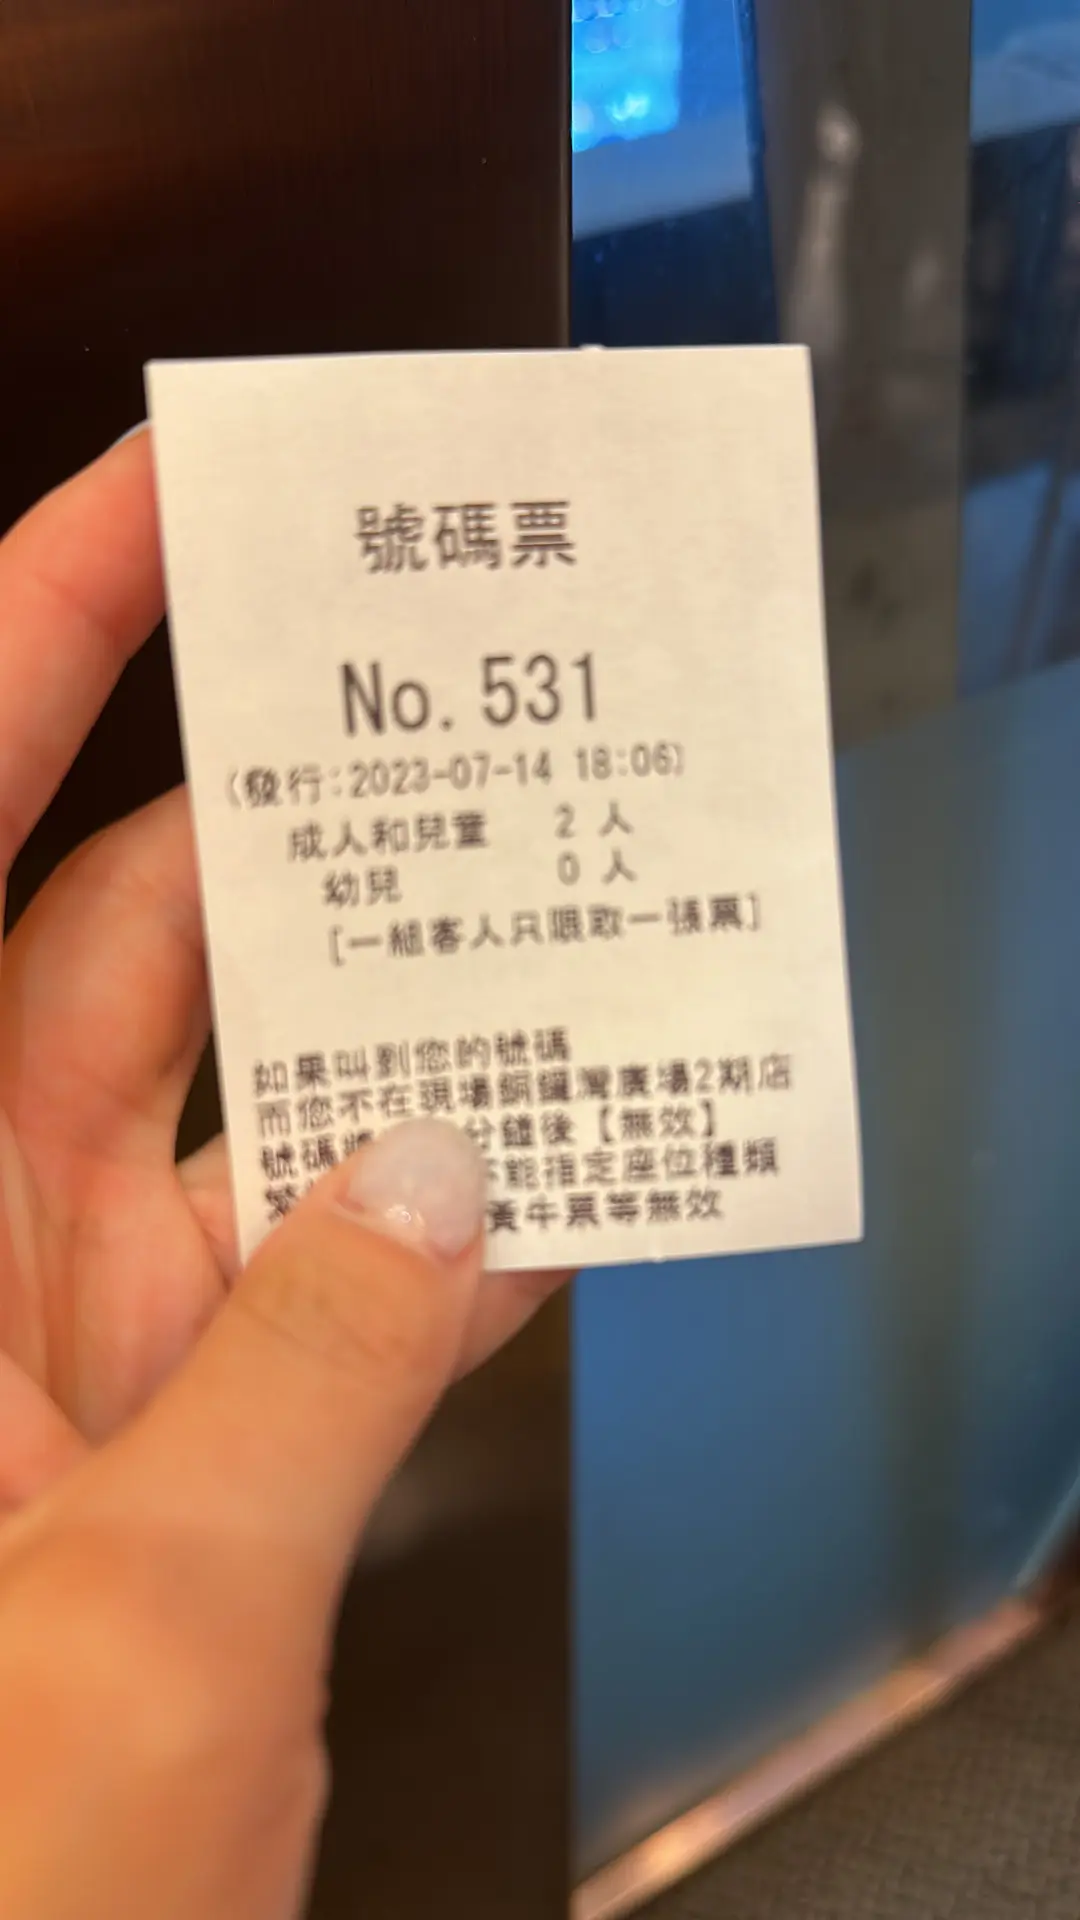 號碼票
No. 531
(發行:2023-07-14 18:06)
成人和兒童 2 人
幼兒 0 人
[一組客人只限取一張票]
如果叫到您的號碼
而您不在現場銅鑼灣廣場2期店
號碼 分鐘後【無效】
不能指定座位種類
黃牛票等無效